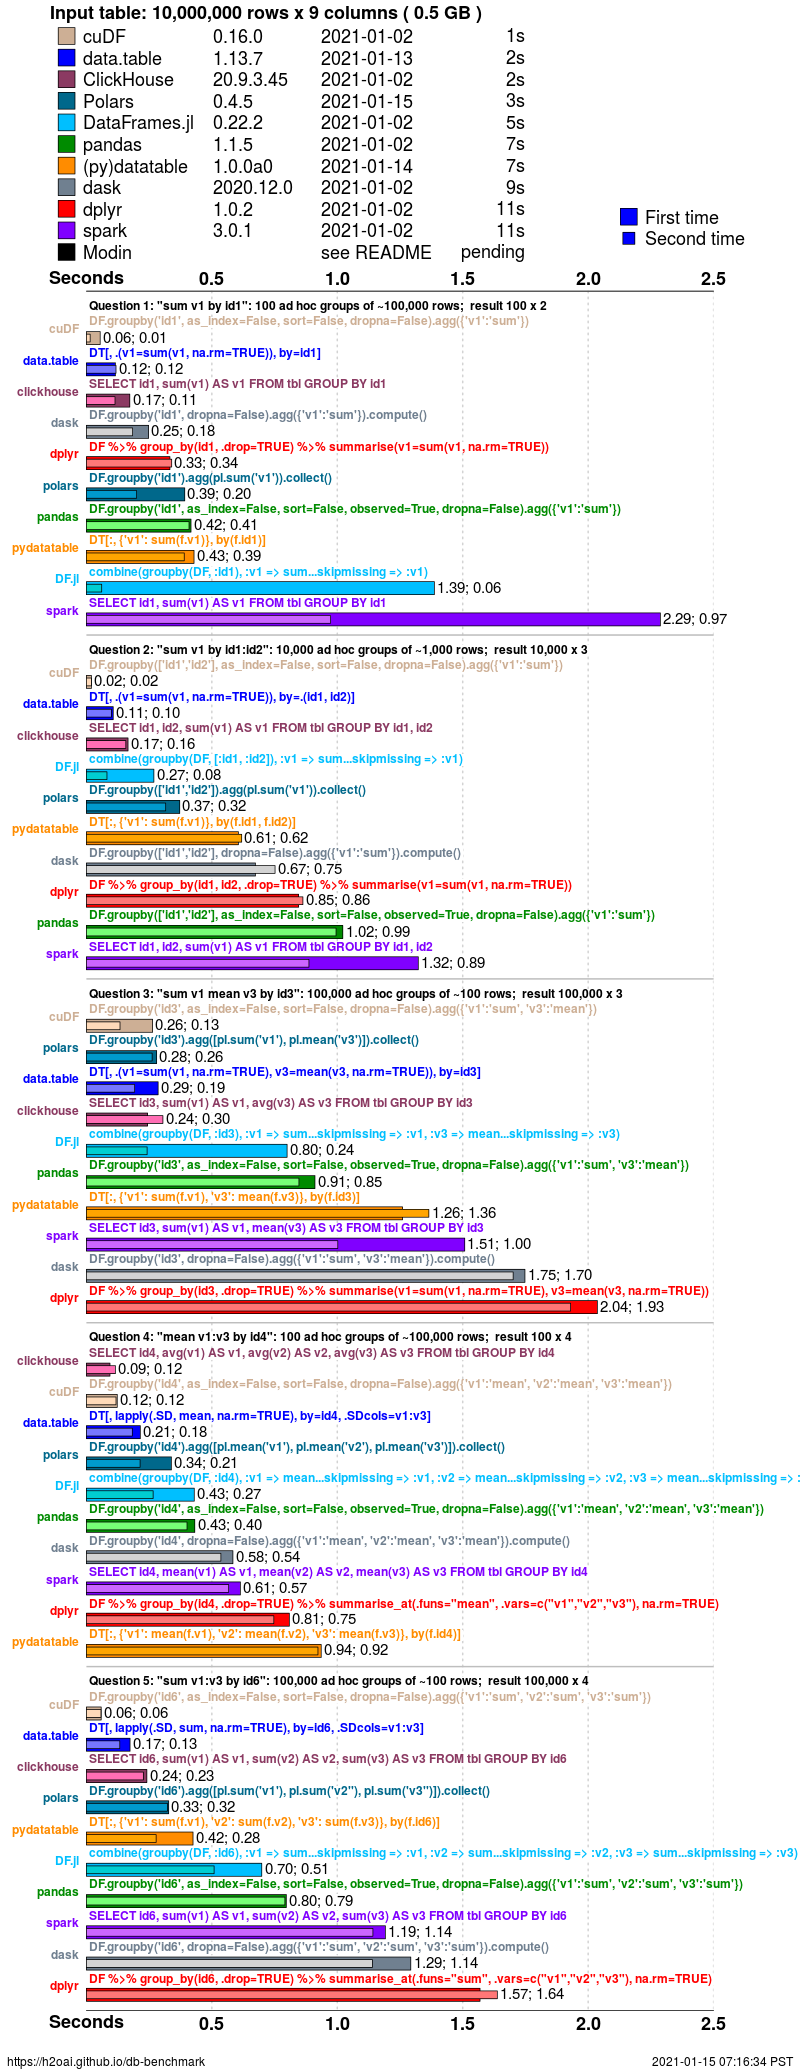 Input table: 10,000,000 rows x 9 columns ( 0.5 GB )
cuDF 0.16.0 2021-01-02 1s
data.table 1.13.7 2021-01-13 2s
ClickHouse 20.9.3.45 2021-01-02 2s
Polars 0.4.5 2021-01-15 3s
DataFrames.jl 0.22.2 2021-01-02 5s
pandas 1.1.5 2021-01-02 7s
(py)datatable 1.0.0a0 2021-01-14 7s
dask 2020.12.0 2021-01-02 9s
dplyr 1.0.2 2021-01-02 11s
spark 3.0.1 2021-01-02 11s
Modin see README pending
First time
Second time
Seconds 0.5 1.0 1.5 2.0 2.5
Question 1: "sum v1 by id1": 100 ad hoc groups of ~100,000 rows; result 100 x 2
DF.groupby('id1', as_index=False, sort=False, dropna=False).agg({'v1':'sum'})
cuDF 0.06; 0.01
DT[, .(v1=sum(v1, na.rm=TRUE)), by=id1]
data.table 0.12; 0.12
SELECT id1, sum(v1) AS v1 FROM tbl GROUP BY id1
clickhouse 0.17; 0.11
DF.groupby('id1', dropna=False).agg({'v1':'sum'}).compute()
dask 0.25; 0.18
DF %>% group_by(id1, .drop=TRUE) %>% summarise(v1=sum(v1, na.rm=TRUE))
dplyr 0.33; 0.34
DF.groupby('id1').agg(pl.sum('v1')).collect()
polars 0.39; 0.20
DF.groupby('id1', as_index=False, sort=False, observed=True, dropna=False).agg({'v1':'sum'})
pandas 0.42; 0.41
DT[:, {'v1': sum(f.v1)}, by(f.id1)]
pydatatable 0.43; 0.39
combine(groupby(DF, :id1), :v1 => sum...skipmissing => :v1)
DF.jl 1.39; 0.06
SELECT id1, sum(v1) AS v1 FROM tbl GROUP BY id1
spark 2.29; 0.97
Question 2: "sum v1 by id1:id2": 10,000 ad hoc groups of ~1,000 rows; result 10,000 x 3
DF.groupby(['id1','id2'], as_index=False, sort=False, dropna=False).agg({'v1':'sum'})
cuDF 0.02; 0.02
DT[, .(v1=sum(v1, na.rm=TRUE)), by=.(id1, id2)]
data.table 0.11; 0.10
SELECT id1, id2, sum(v1) AS v1 FROM tbl GROUP BY id1, id2
clickhouse 0.17; 0.16
combine(groupby(DF, [:id1, :id2]), :v1 => sum...skipmissing => :v1)
DF.jl 0.27; 0.08
DF.groupby(['id1','id2']).agg(pl.sum('v1')).collect()
polars 0.37; 0.32
DT[:, {'v1': sum(f.v1)}, by(f.id1, f.id2)]
pydatatable 0.61; 0.62
DF.groupby(['id1','id2'], dropna=False).agg({'v1':'sum'}).compute()
dask 0.67; 0.75
DF %>% group_by(id1, id2, .drop=TRUE) %>% summarise(v1=sum(v1, na.rm=TRUE))
dplyr 0.85; 0.86
DF.groupby(['id1','id2'], as_index=False, sort=False, observed=True, dropna=False).agg({'v1':'sum'})
pandas 1.02; 0.99
SELECT id1, id2, sum(v1) AS v1 FROM tbl GROUP BY id1, id2
spark 1.32; 0.89
Question 3: "sum v1 mean v3 by id3": 100,000 ad hoc groups of ~100 rows; result 100,000 x 3
DF.groupby('id3', as_index=False, sort=False, dropna=False).agg({'v1':'sum', 'v3':'mean'})
cuDF 0.26; 0.13
DF.groupby('id3').agg([pl.sum('v1'), pl.mean('v3')]).collect()
polars 0.28; 0.26
DT[, .(v1=sum(v1, na.rm=TRUE), v3=mean(v3, na.rm=TRUE)), by=id3]
data.table 0.29; 0.19
SELECT id3, sum(v1) AS v1, avg(v3) AS v3 FROM tbl GROUP BY id3
clickhouse 0.24; 0.30
combine(groupby(DF, :id3), :v1 => sum...skipmissing => :v1, :v3 => mean...skipmissing => :v3)
DF.jl 0.80; 0.24
DF.groupby('id3', as_index=False, sort=False, observed=True, dropna=False).agg({'v1':'sum', 'v3':'mean'})
pandas 0.91; 0.85
DT[:, {'v1': sum(f.v1), 'v3': mean(f.v3)}, by(f.id3)]
pydatatable 1.26; 1.36
SELECT id3, sum(v1) AS v1, mean(v3) AS v3 FROM tbl GROUP BY id3
spark 1.51; 1.00
DF.groupby('id3', dropna=False).agg({'v1':'sum', 'v3':'mean'}).compute()
dask 1.75; 1.70
DF %>% group_by(id3, .drop=TRUE) %>% summarise(v1=sum(v1, na.rm=TRUE), v3=mean(v3, na.rm=TRUE))
dplyr 2.04; 1.93
Question 4: "mean v1:v3 by id4": 100 ad hoc groups of ~100,000 rows; result 100 x 4
SELECT id4, avg(v1) AS v1, avg(v2) AS v2, avg(v3) AS v3 FROM tbl GROUP BY id4
clickhouse 0.09; 0.12
DF.groupby('id4', as_index=False, sort=False, dropna=False).agg({'v1':'mean', 'v2':'mean', 'v3':'mean'})
cuDF 0.12; 0.12
DT[, lapply(.SD, mean, na.rm=TRUE), by=id4, .SDcols=v1:v3]
data.table 0.21; 0.18
DF.groupby('id4').agg([pl.mean('v1'), pl.mean('v2'), pl.mean('v3')]).collect()
polars 0.34; 0.21
combine(groupby(DF, :id4), :v1 => mean...skipmissing => :v1, :v2 => mean...skipmissing => :v2, :v3 => mean...skipmissing => :
DF.jl 0.43; 0.27
DF.groupby('id4', as_index=False, sort=False, observed=True, dropna=False).agg({'v1':'mean', 'v2':'mean', 'v3':'mean'})
pandas 0.43; 0.40
DF.groupby('id4', dropna=False).agg({'v1':'mean', 'v2':'mean', 'v3':'mean'}).compute()
dask 0.58; 0.54
SELECT id4, mean(v1) AS v1, mean(v2) AS v2, mean(v3) AS v3 FROM tbl GROUP BY id4
spark 0.61; 0.57
DF %>% group_by(id4, .drop=TRUE) %>% summarise_at(.funs="mean", .vars=c("v1","v2","v3"), na.rm=TRUE)
dplyr 0.81; 0.75
DT[:, {'v1': mean(f.v1), 'v2': mean(f.v2), 'v3': mean(f.v3)}, by(f.id4)]
pydatatable 0.94; 0.92
Question 5: "sum v1:v3 by id6": 100,000 ad hoc groups of ~100 rows; result 100,000 x 4
DF.groupby('id6', as_index=False, sort=False, dropna=False).agg({'v1':'sum', 'v2':'sum', 'v3':'sum'})
cuDF 0.06; 0.06
DT[, lapply(.SD, sum, na.rm=TRUE), by=id6, .SDcols=v1:v3]
data.table 0.17; 0.13
SELECT id6, sum(v1) AS v1, sum(v2) AS v2, sum(v3) AS v3 FROM tbl GROUP BY id6
clickhouse 0.24; 0.23
DF.groupby('id6').agg([pl.sum('v1'), pl.sum('v2"), pl.sum('v3")]).collect()
polars 0.33; 0.32
DT[:, {'v1': sum(f.v1), 'v2': sum(f.v2), 'v3': sum(f.v3)}, by(f.id6)]
pydatatable 0.42; 0.28
combine(groupby(DF, :id6), :v1 => sum...skipmissing => :v1, :v2 => sum...skipmissing => :v2, :v3 => sum...skipmissing => :v3)
DF.jl 0.70; 0.51
DF.groupby('id6', as_index=False, sort=False, observed=True, dropna=False).agg({'v1':'sum', 'v2':'sum', 'v3':'sum'})
pandas 0.80; 0.79
SELECT id6, sum(v1) AS v1, sum(v2) AS v2, sum(v3) AS v3 FROM tbl GROUP BY id6
spark 1.19; 1.14
DF.groupby('id6', dropna=False).agg({'v1':'sum', 'v2':'sum', 'v3':'sum'}).compute()
dask 1.29; 1.14
DF %>% group_by(id6, .drop=TRUE) %>% summarise_at(.funs="sum", .vars=c("v1","v2","v3"), na.rm=TRUE)
dplyr 1.57; 1.64
Seconds 0.5 1.0 1.5 2.0 2.5
https://h2oai.github.io/db-benchmark 2021-01-15 07:16:34 PST